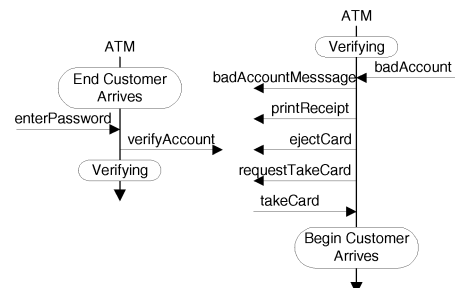 ATM
End Customer
Arrives
enterPassword
verifyAccount
Verifying
ATM
Verifying
badAccount
badAccountMesssage
printReceipt
ejectCard
requestTakeCard
takeCard
Begin Customer
Arrives